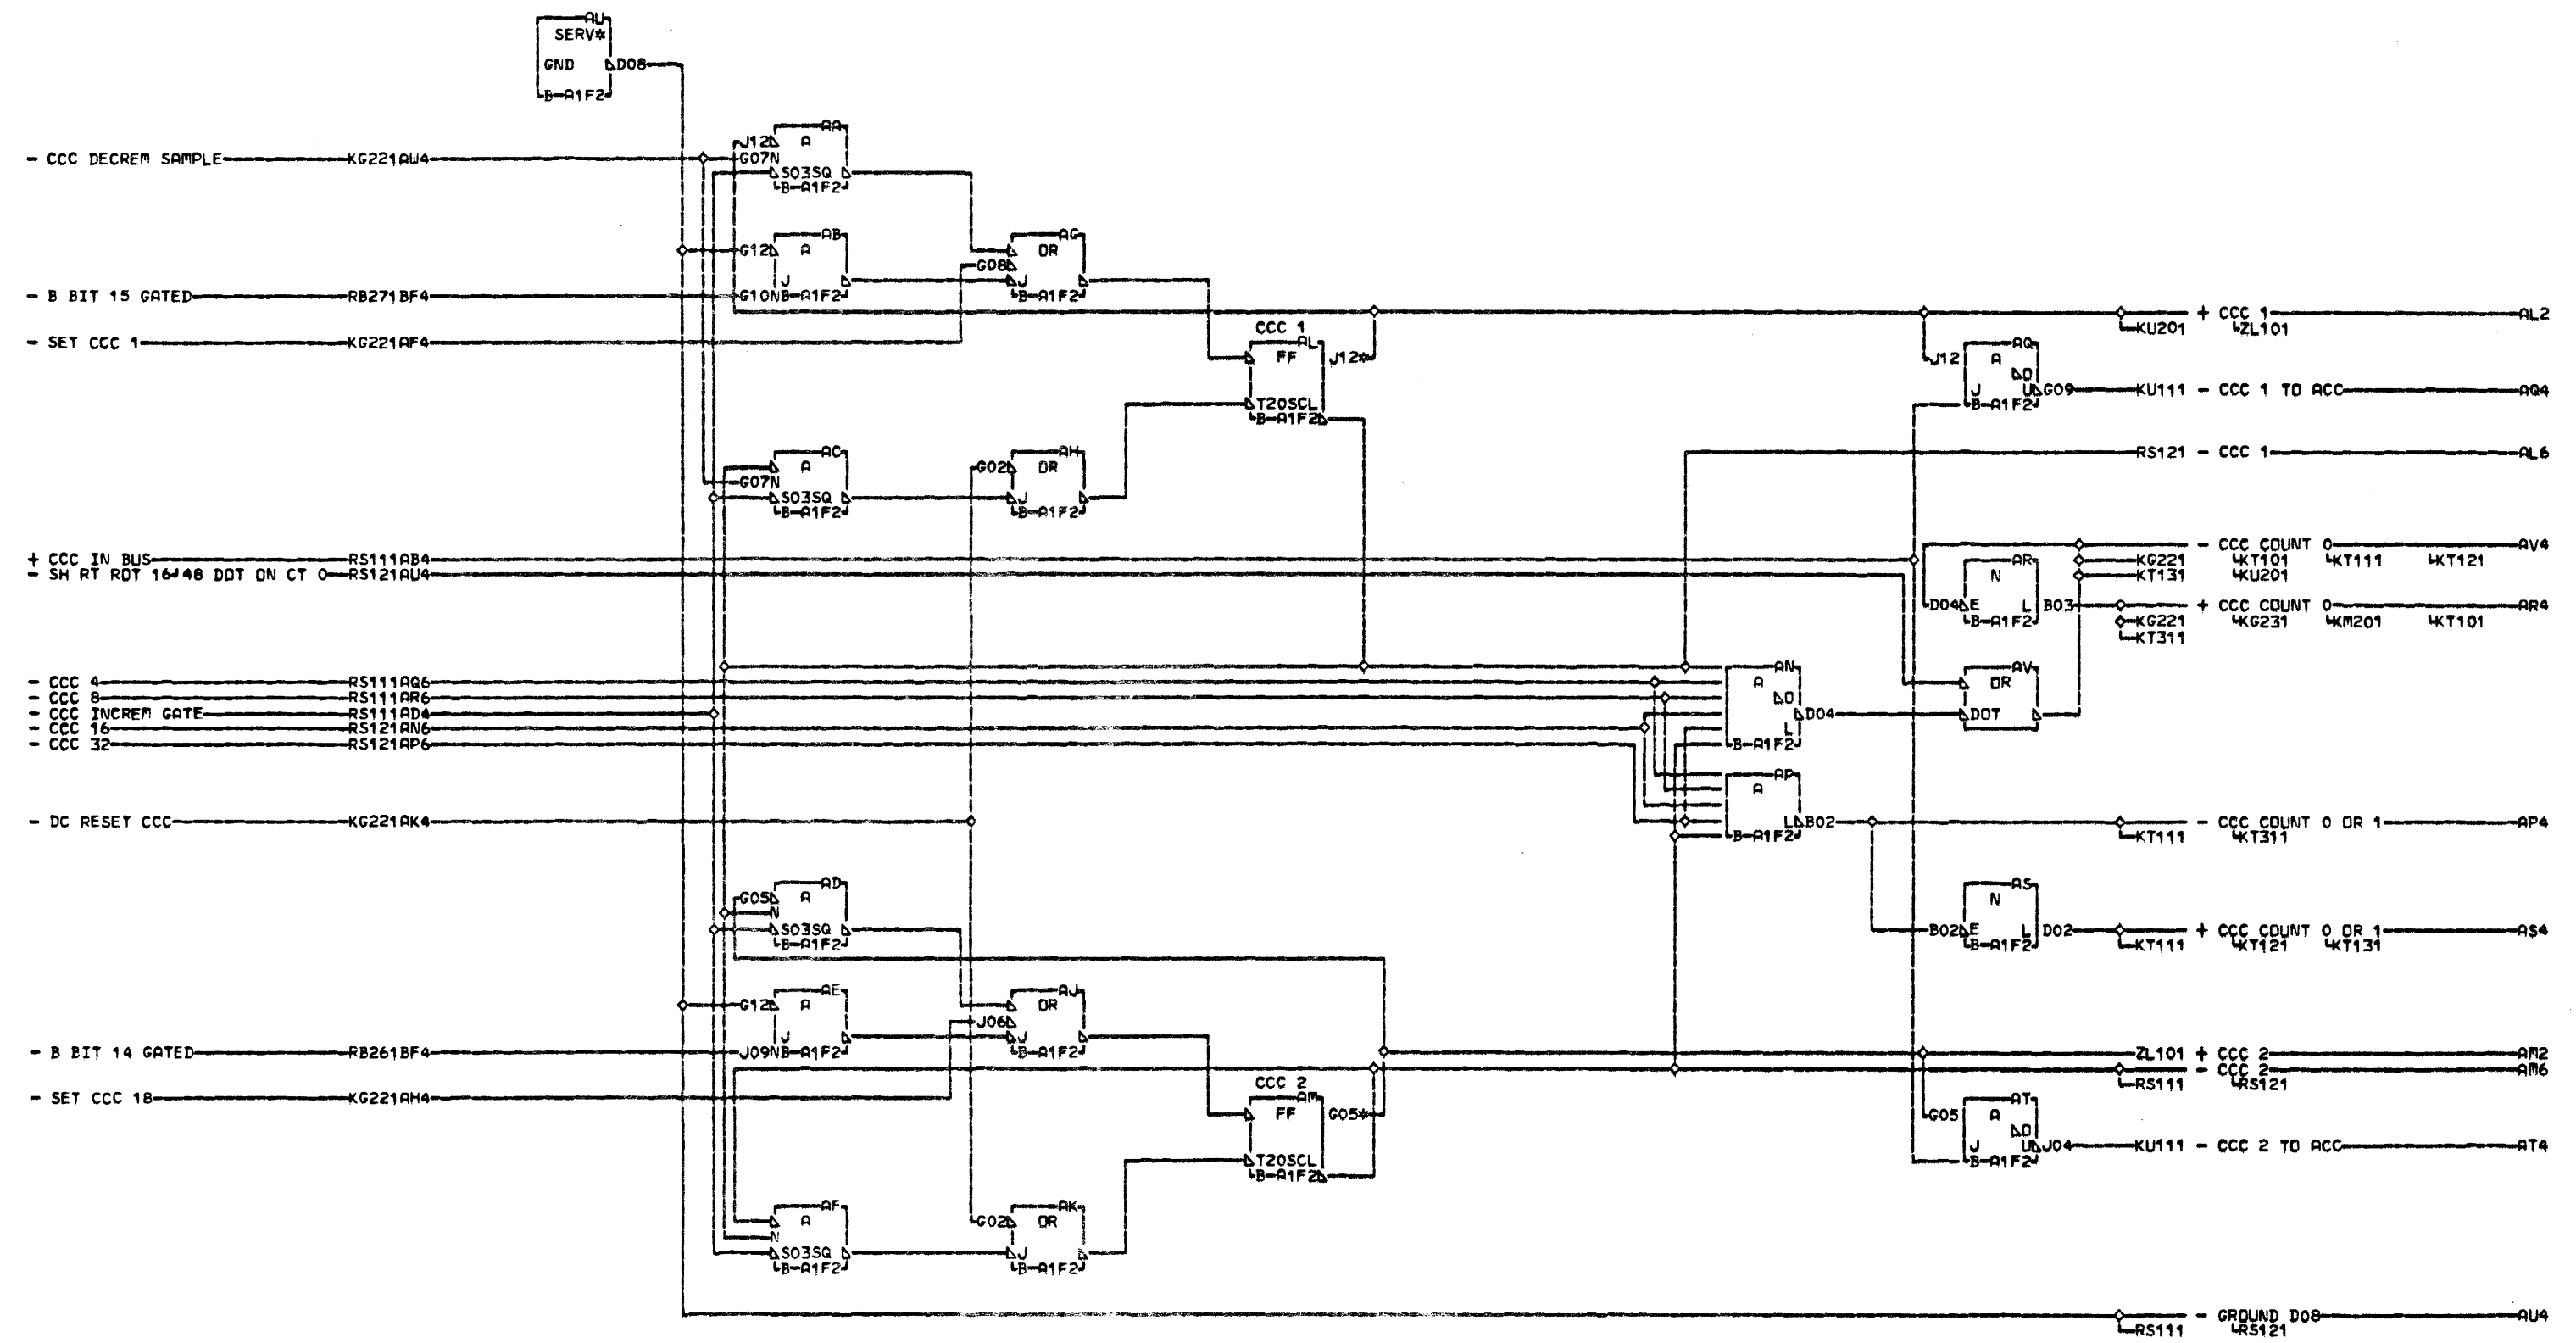 AU
SERV*
GND D08
B-A1F2
AA
J12 A
- CCC DECREM SAMPLE KG221AW4 G07N
S03SQ
B-A1F2
AB
G12 A
J
- B BIT 15 GATED RB271BF4 G10N B-A1F2
AG
OR
G08
J
B-A1F2
- SET CCC 1 KG221AF4
CCC 1
AL
FF J12*
T20SCL
B-A1F2
+ CCC 1 AL2
KU201 ZL101
AQ
J12 A
D
J U G09 KU111 - CCC 1 TO ACC AQ4
B-A1F2
AC
A
G07N
S03SQ
B-A1F2
AH
G02 OR
J
B-A1F2
RS121 - CCC 1 AL6
+ CCC IN BUS RS111AB4
- SH RT ROT 16J48 DOT ON CT 0 RS121AU4
- CCC COUNT 0 AV4
KG221 KT101 KT111 KT121
KT131 KU201
AR
N
D04 E L B03 + CCC COUNT 0 AR4
B-A1F2 KG221 KG231 KM201 KT101
KT311
- CCC 4 RS111AQ6
- CCC 8 RS111AR6
- CCC INCREM GATE RS111AD4
- CCC 16 RS121AN6
- CCC 32 RS121AP6
AN
A
D
D04
L
B-A1F2
AV
OR
DOT
AP
A
- DC RESET CCC KG221AK4
L B02 - CCC COUNT 0 OR 1 AP4
B-A1F2 KT111 KT311
AD
G05 A
N
S03SQ
B-A1F2
AS
N
B02 E L D02 + CCC COUNT 0 OR 1 AS4
B-A1F2 KT111 KT121 KT131
AE
G12 A
J
- B BIT 14 GATED RB261BF4 J09N B-A1F2
AJ
OR
J06
J
B-A1F2
ZL101 + CCC 2 AM2
- CCC 2 AM6
RS111 RS121
- SET CCC 18 KG221AH4
CCC 2
AM
FF G05*
T20SCL
B-A1F2
AT
G05 A
D
J U J04 KU111 - CCC 2 TO ACC AT4
B-A1F2
AF
A
N
S03SQ
B-A1F2
AK
G02 OR
J
B-A1F2
- GROUND D08 AU4
RS111 RS121